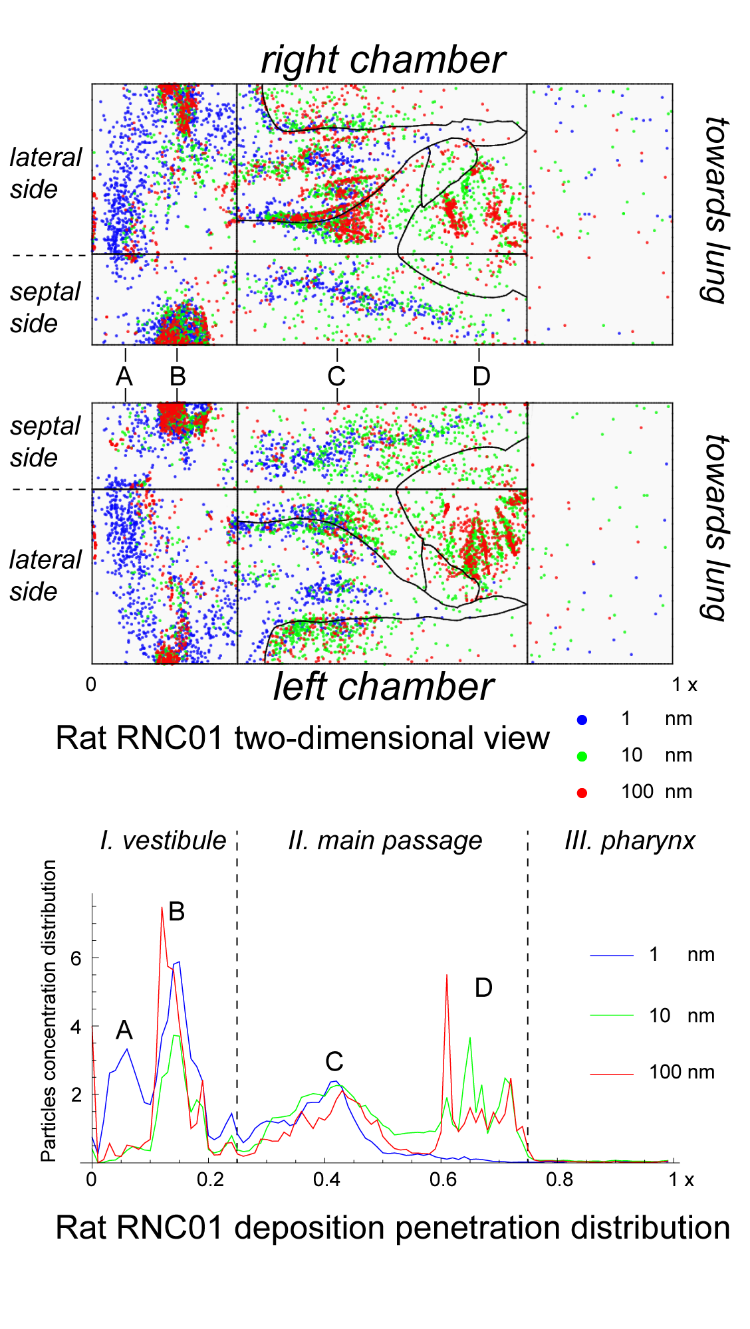 right chamber
lateral
side
septal
side
towards lung
A B C D
septal
side
lateral
side
towards lung
0 1 x
left chamber
Rat RNC01 two-dimensional view
1 nm
10 nm
100 nm
I. vestibule II. main passage III. pharynx
Particles concentration distribution
6
4
2
A
B
C
D
1 nm
10 nm
100 nm
0 0.2 0.4 0.6 0.8 1 x
Rat RNC01 deposition penetration distribution